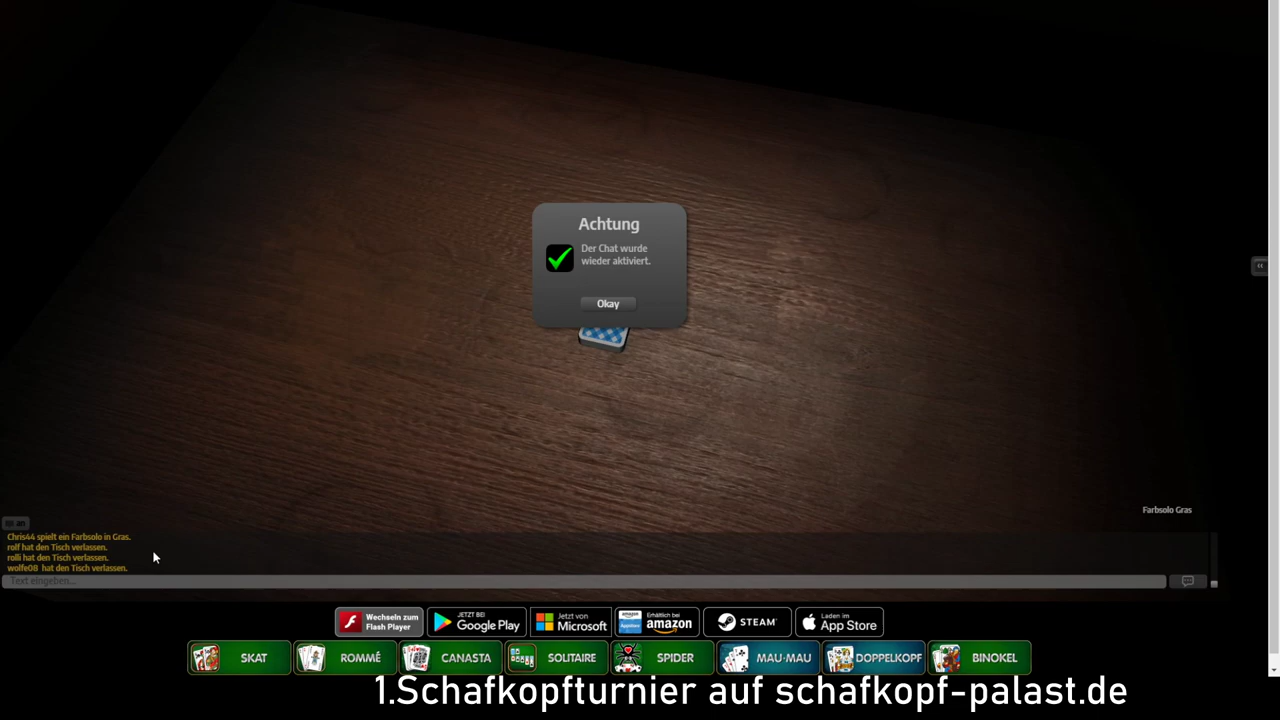 Achtung
Der Chat wurde
wieder aktiviert.
Okay
Farbsolo Gras
an
Chris44 spielt ein Farbsolo in Gras.
rolf hat den Tisch verlassen.
rolli hat den Tisch verlassen.
wolfe08 hat den Tisch verlassen.
Text eingeben...
Wechseln zum
Flash Player
JETZT BEI
Google Play
Jetzt von
Microsoft
amazon
Appstore
Erhältlich bei
amazon
STEAM
Laden im
App Store
SKAT
ROMMÉ
CANASTA
SOLITAIRE
SPIDER
MAU-MAU
DOPPELKOPF
BINOKEL
1.Schafkopfturnier auf schafkopf-palast.de